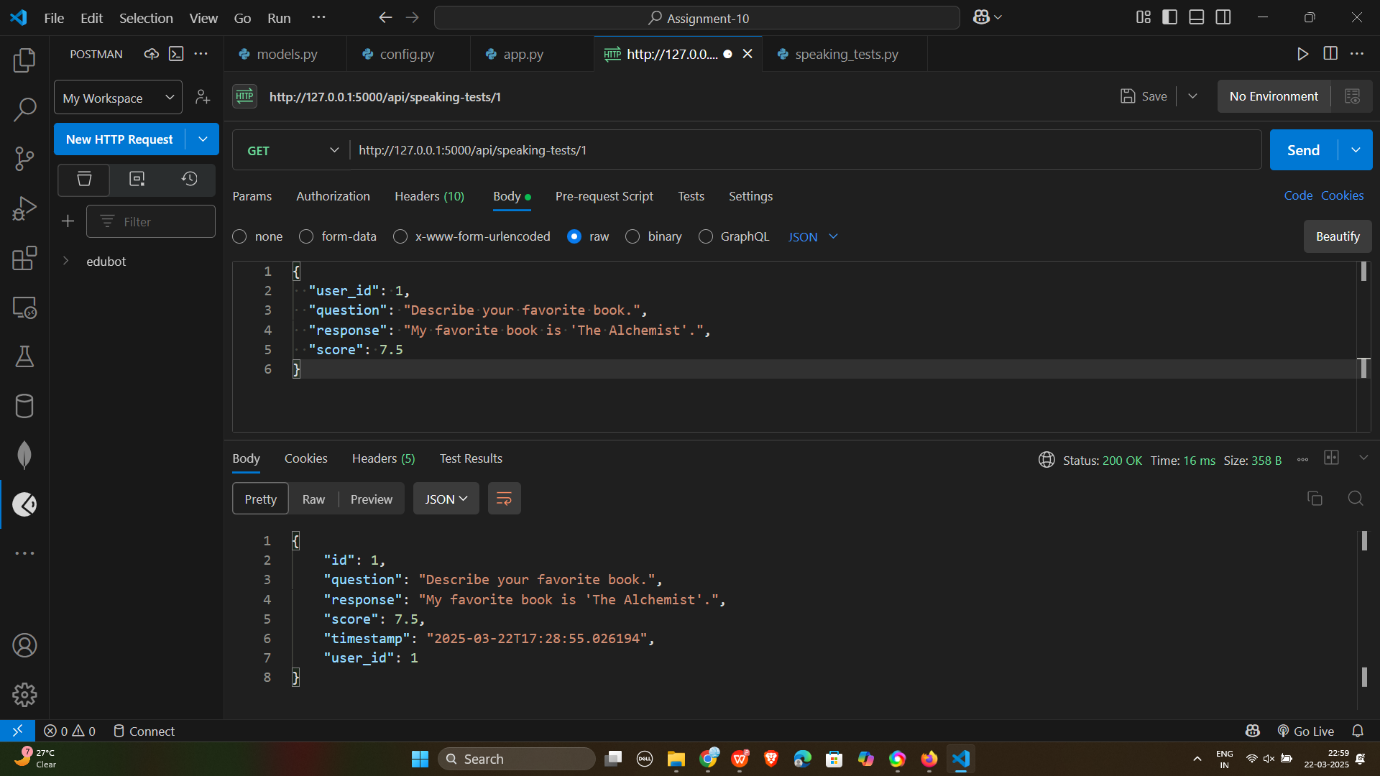 File Edit Selection View Go Run ··· Assignment-10
POSTMAN ··· models.py config.py app.py HTTP http://127.0.0.... speaking_tests.py ···
My Workspace
HTTP http://127.0.0.1:5000/api/speaking-tests/1 Save No Environment
New HTTP Request
GET http://127.0.0.1:5000/api/speaking-tests/1 Send
Params Authorization Headers (10) Body Pre-request Script Tests Settings Code Cookies
Filter
none form-data x-www-form-urlencoded raw binary GraphQL JSON Beautify
edubot
1 {
2 "user_id": 1,
3 "question": "Describe your favorite book.",
4 "response": "My favorite book is 'The Alchemist'.",
5 "score": 7.5
6 }
Body Cookies Headers (5) Test Results Status: 200 OK Time: 16 ms Size: 358 B
Pretty Raw Preview JSON
1 {
2 "id": 1,
3 "question": "Describe your favorite book.",
4 "response": "My favorite book is 'The Alchemist'.",
5 "score": 7.5,
6 "timestamp": "2025-03-22T17:28:55.026194",
7 "user_id": 1
8 }
0 0 Connect Go Live
7 27°C
Clear
Search
DELL
ENG
IN
22:59
22-03-2025